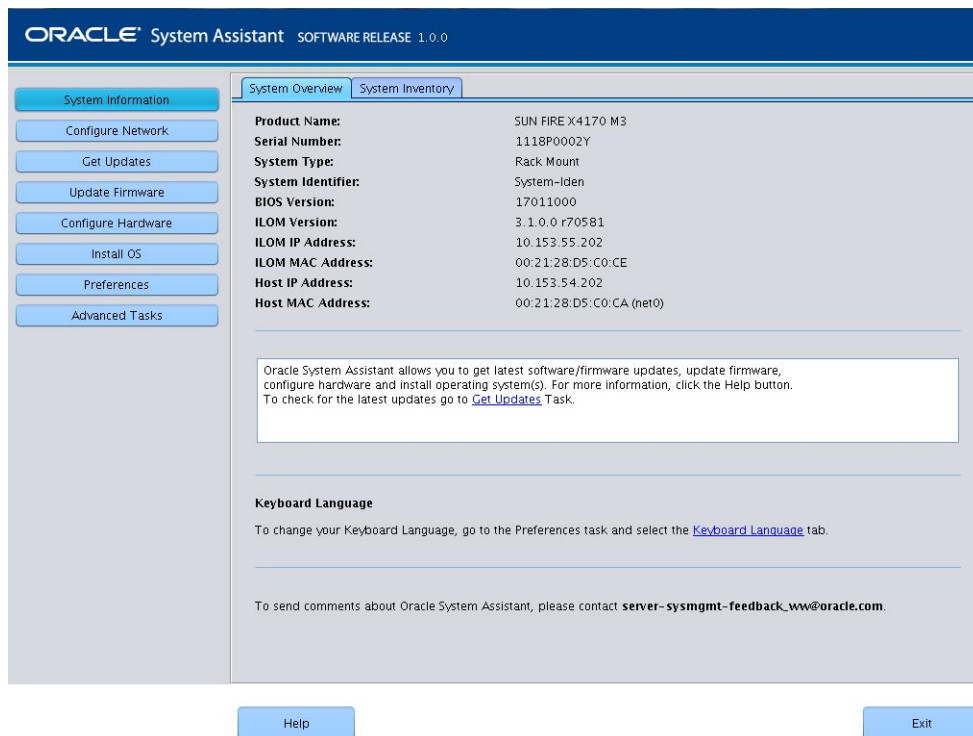 ORACLE System Assistant SOFTWARE RELEASE 1.0.0
System Information
Configure Network
Get Updates
Update Firmware
Configure Hardware
Install OS
Preferences
Advanced Tasks
System Overview
System Inventory
Product Name: SUN FIRE X4170 M3
Serial Number: 1118P0002Y
System Type: Rack Mount
System Identifier: System-Iden
BIOS Version: 17011000
ILOM Version: 3.1.0.0 r70581
ILOM IP Address: 10.153.55.202
ILOM MAC Address: 00:21:28:D5:C0:CE
Host IP Address: 10.153.54.202
Host MAC Address: 00:21:28:D5:C0:CA (net0)
Oracle System Assistant allows you to get latest software/firmware updates, update firmware,
configure hardware and install operating system(s). For more information, click the Help button.
To check for the latest updates go to Get Updates Task.
Keyboard Language
To change your Keyboard Language, go to the Preferences task and select the Keyboard Language tab.
To send comments about Oracle System Assistant, please contact server-sysmgmt-feedback_ww@oracle.com.
Help
Exit